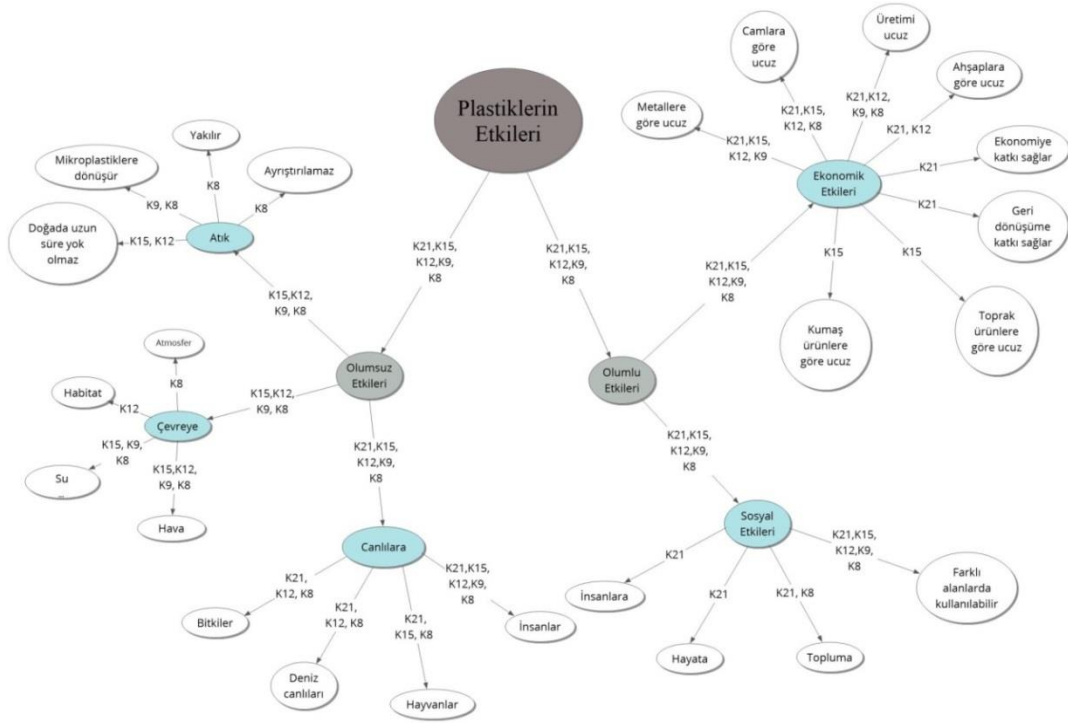 Plastiklerin
Etkileri
K21,K15,
K12,K9,
K8
K21,K15,
K12,K9,
K8
Olumsuz
Etkileri
K15,K12,
K9, K8
Atık
K8
Yakılır
K8
Ayrıştırılamaz
K9, K8
Mikroplastiklere
dönüşür
K15, K12
Doğada uzun
süre yok
olmaz
K15,K12,
K9, K8
Çevreye
K8
Atmosfer
K12
Habitat
K15, K9,
K8
Su
K15,K12,
K9, K8
Hava
K21,K15,
K12,K9,
K8
Canlılara
K21,
K12, K8
Bitkiler
K21,
K12, K8
Deniz
canlıları
K21,
K15, K8
Hayvanlar
K21,K15,
K12,K9,
K8
İnsanlar
Olumlu
Etkileri
K21,K15,
K12,K9,
K8
Ekonomik
Etkileri
K21,K15,
K12, K9
Metallere
göre ucuz
K21,K15,
K12, K8
Camlara
göre
ucuz
K21,K12,
K9, K8
Üretimi
ucuz
K21, K12
Ahşaplara
göre ucuz
K21
Ekonomiye
katkı sağlar
K21
Geri
dönüşüme
katkı sağlar
K15
Toprak
ürünlere
göre ucuz
K15
Kumaş
ürünlere
göre ucuz
K21,K15,
K12,K9,
K8
Sosyal
Etkileri
K21
İnsanlara
K21
Hayata
K21, K8
Topluma
K21,K15,
K12,K9,
K8
Farklı
alanlarda
kullanılabilir